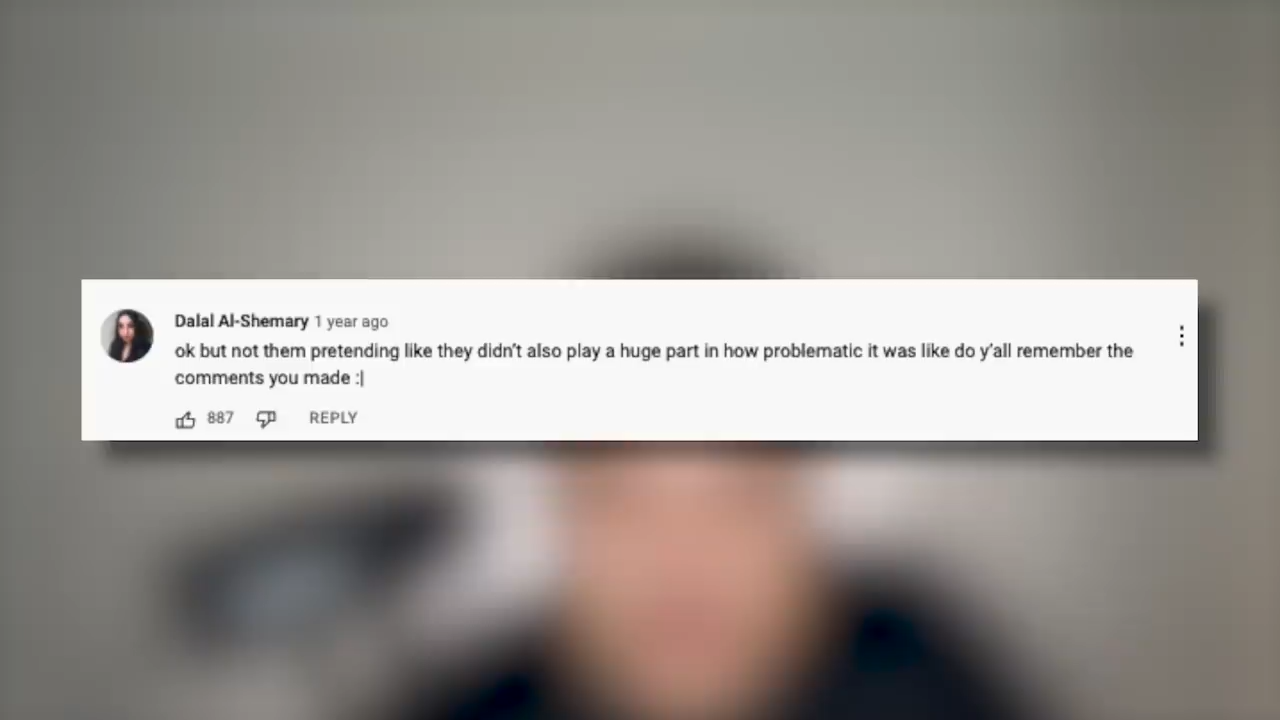 Dalal Al-Shemary 1 year ago
ok but not them pretending like they didn't also play a huge part in how problematic it was like do y'all remember the
comments you made :|
887 REPLY